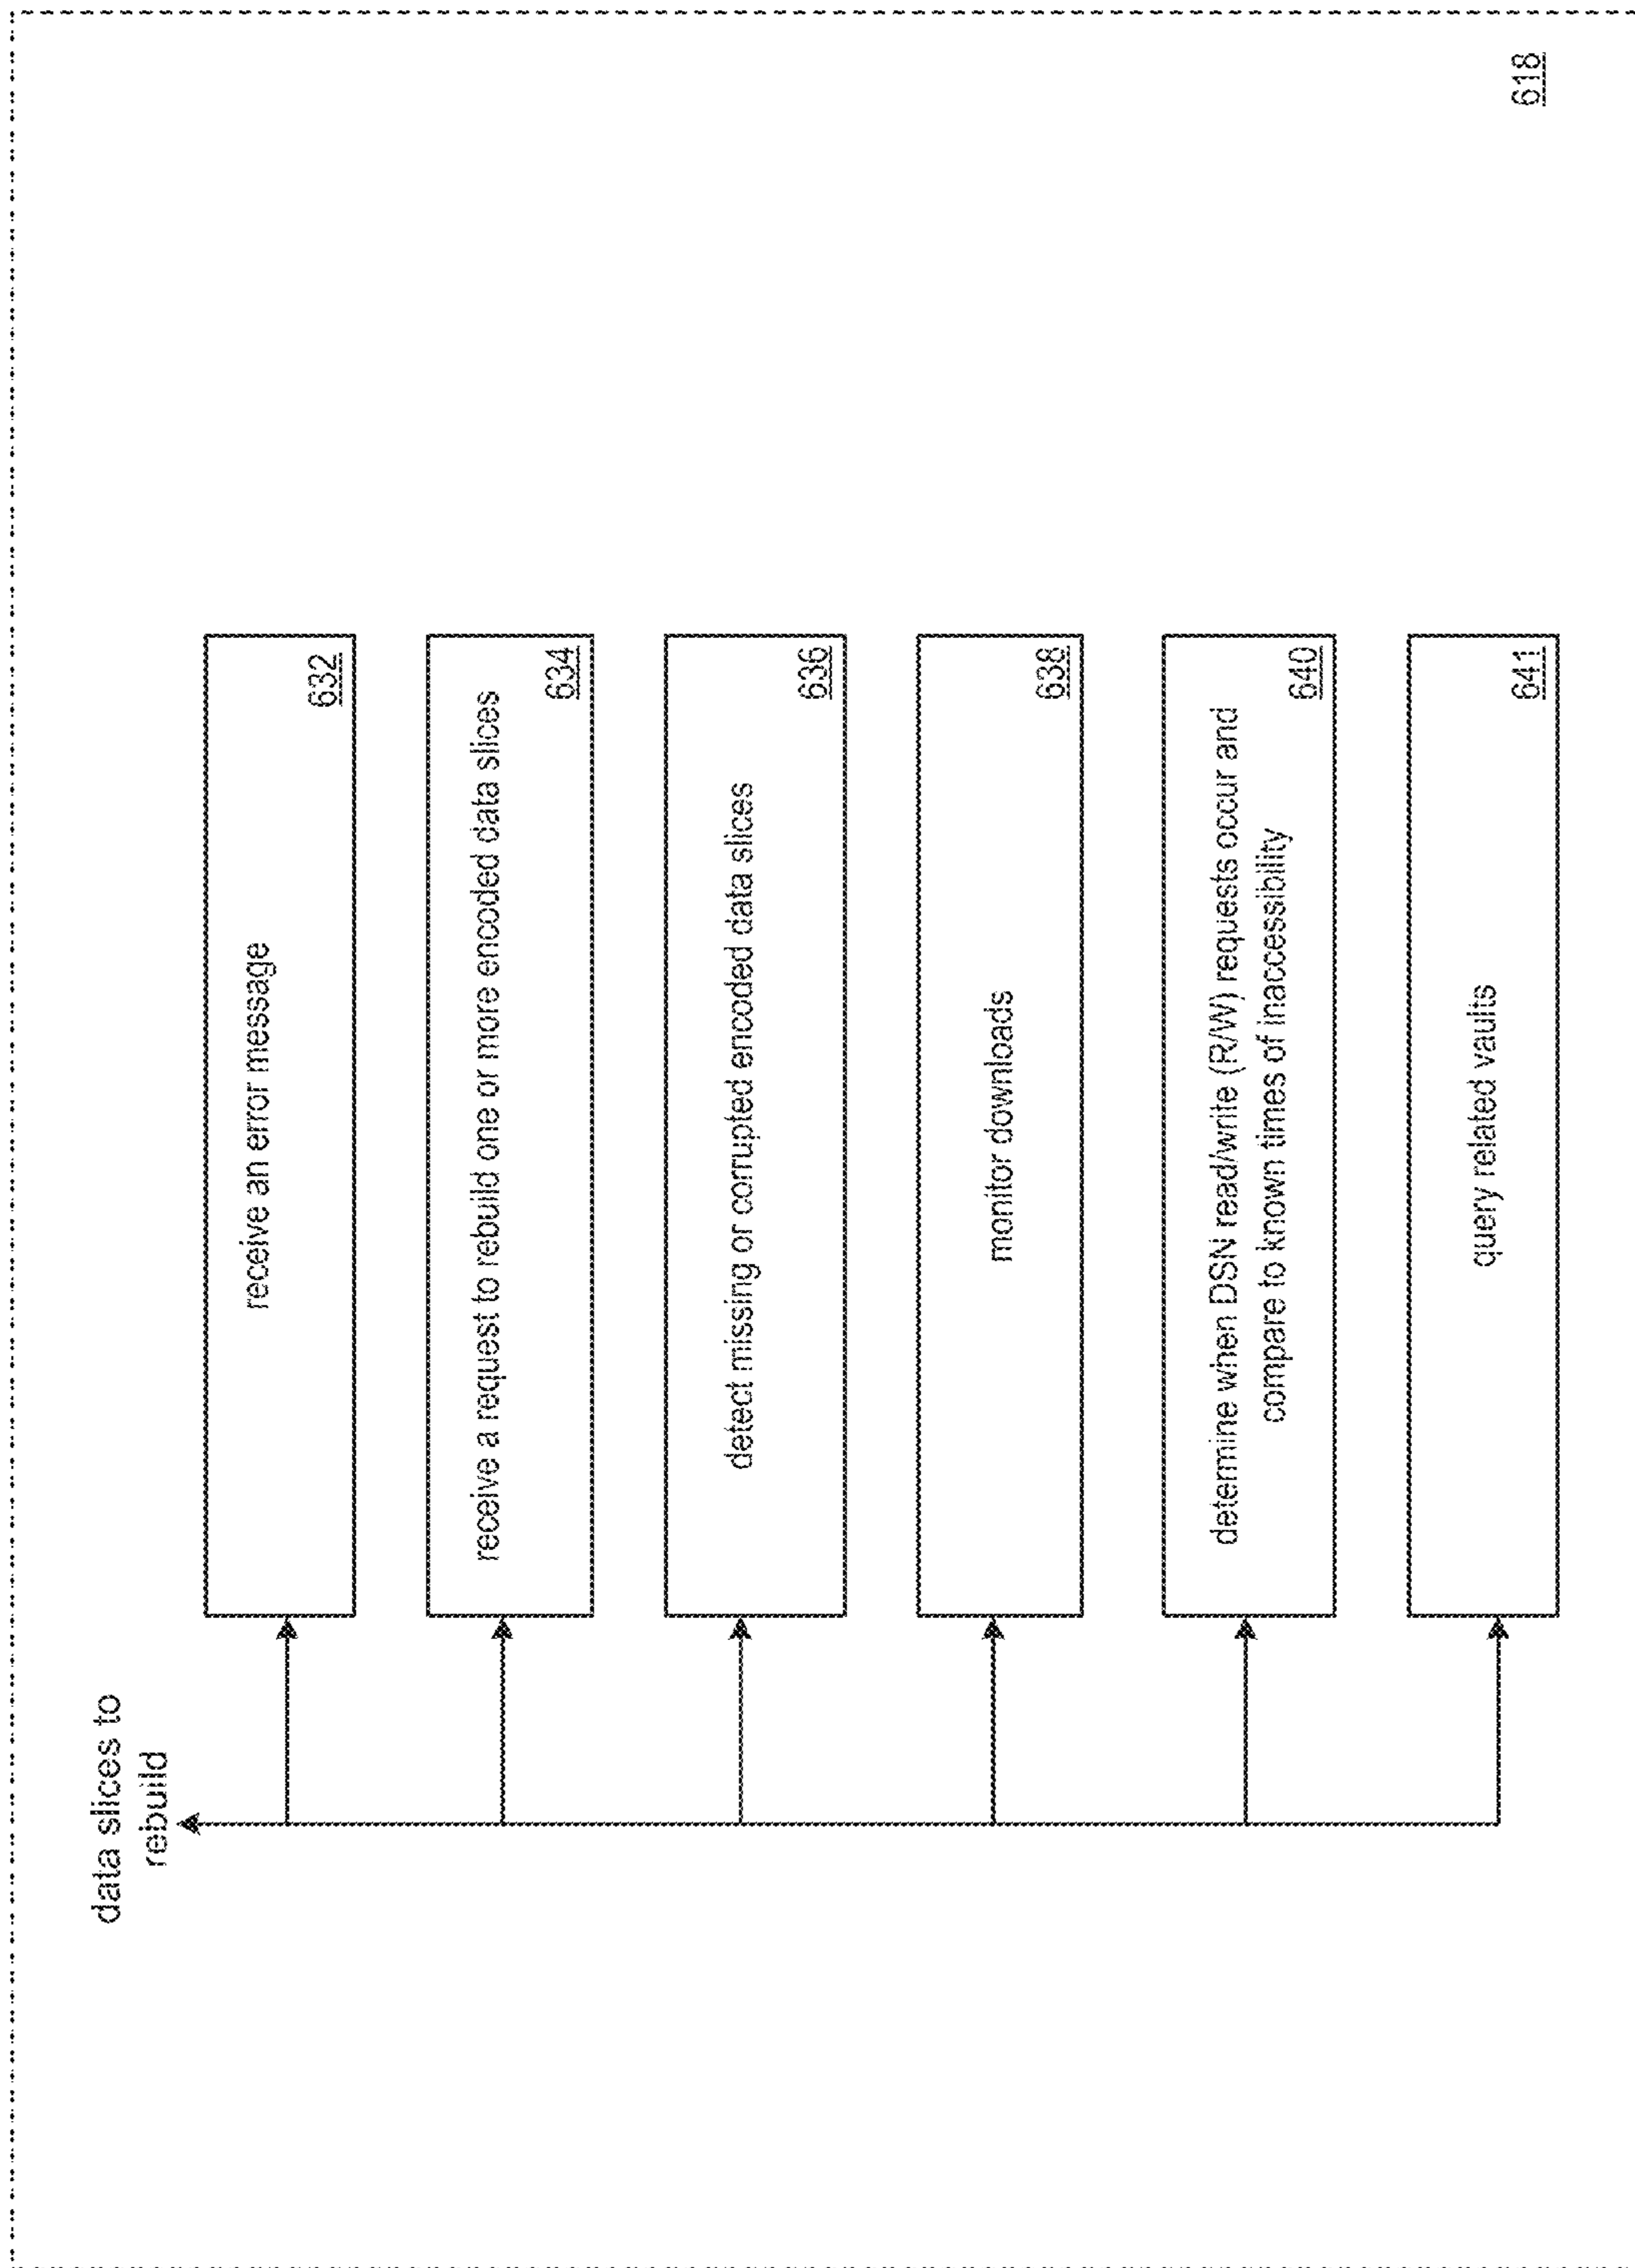 data slices to
rebuild
receive an error message
632
receive a request to rebuild one or more encoded data slices
634
detect missing or corrupted encoded data slices
636
monitor downloads
638
determine when DSN read/write (R/W) requests occur and
compare to known times of inaccessibility
640
query related vaults
641
618